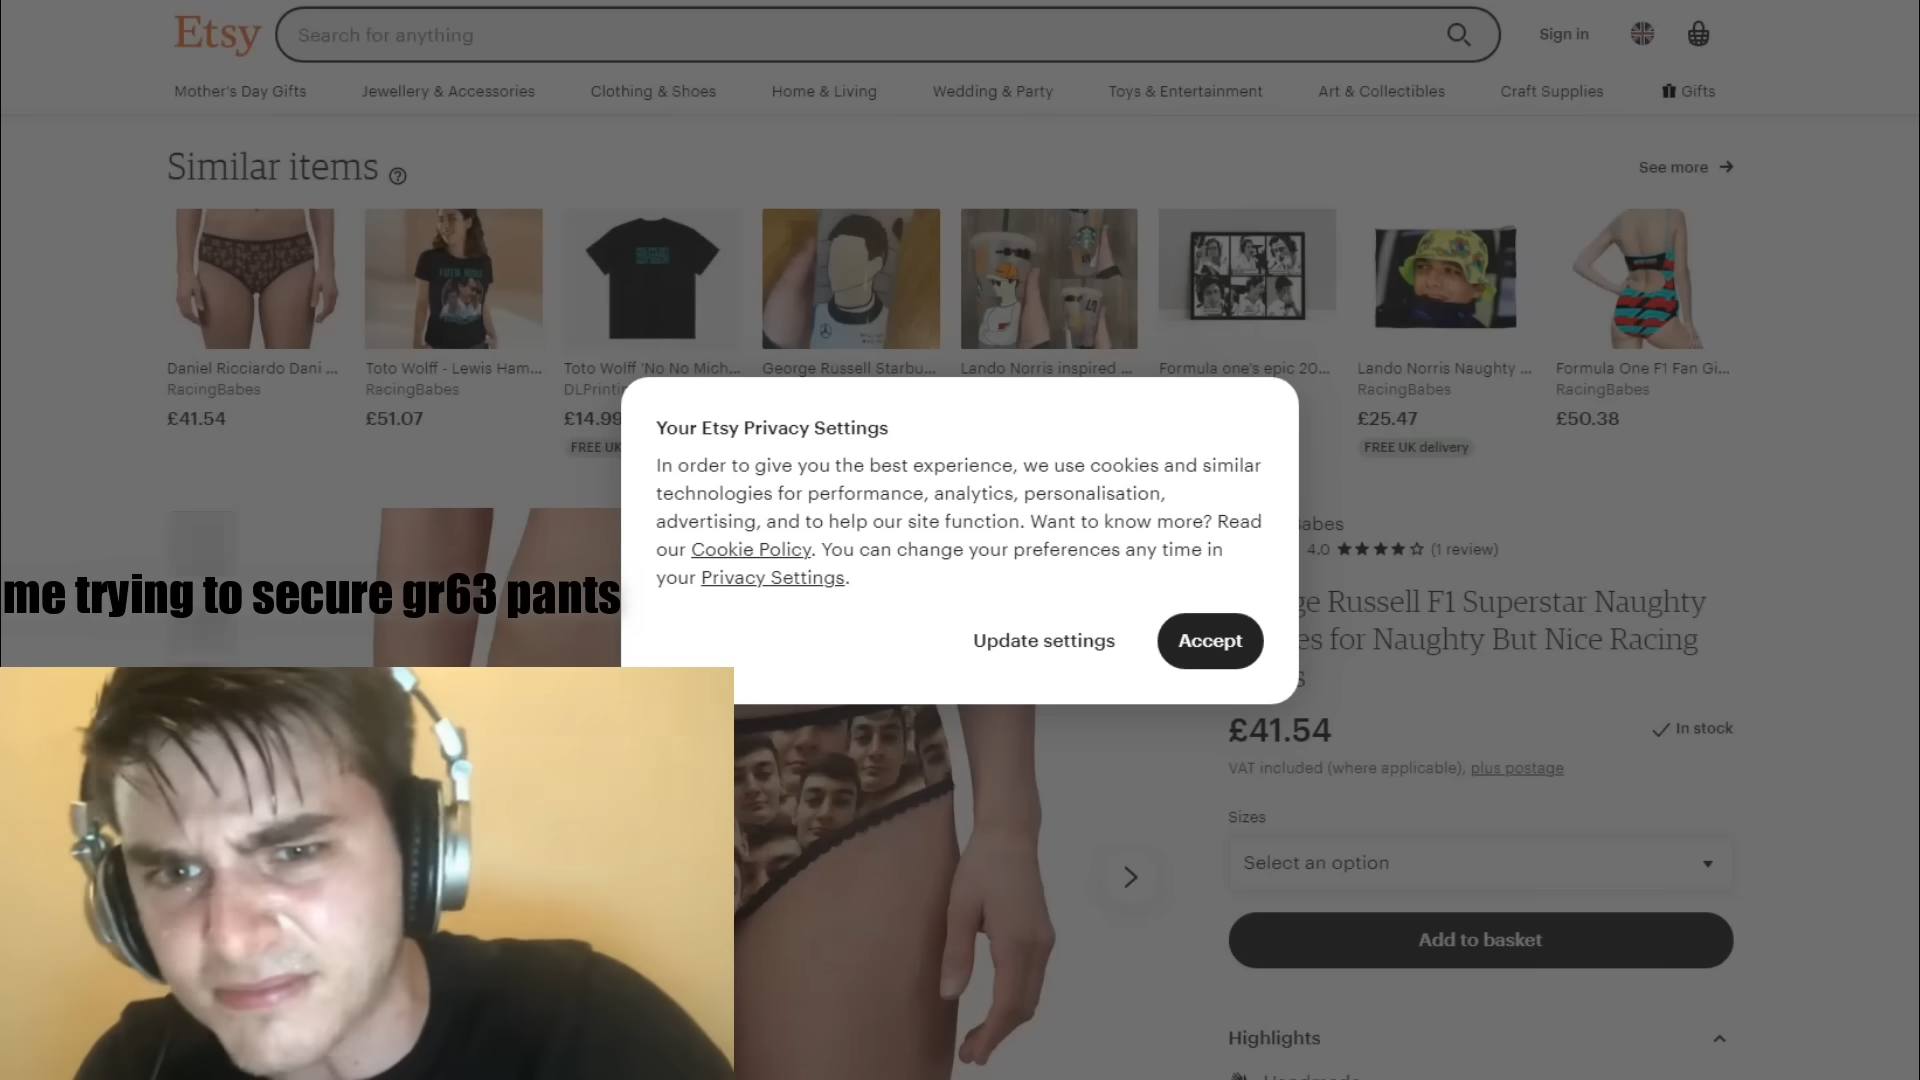 Etsy
Search for anything
Sign in
Mother's Day Gifts
Jewellery & Accessories
Clothing & Shoes
Home & Living
Wedding & Party
Toys & Entertainment
Art & Collectibles
Craft Supplies
Gifts
Similar items
See more
Daniel Ricciardo Dani ...
RacingBabes
£41.54
Toto Wolff - Lewis Ham...
RacingBabes
£51.07
Toto Wolff 'No No Mich...
DLPrintin
£14.99
FREE UK
George Russell Starbu...
Lando Norris inspired ...
Formula one's epic 20...
Lando Norris Naughty ...
RacingBabes
£25.47
FREE UK delivery
Formula One F1 Fan Gi...
RacingBabes
£50.38
Your Etsy Privacy Settings
In order to give you the best experience, we use cookies and similar
technologies for performance, analytics, personalisation,
advertising, and to help our site function. Want to know more? Read
our Cookie Policy. You can change your preferences any time in
your Privacy Settings.
Update settings
Accept
me trying to secure gr63 pants
abes
4.0 ★★★★☆ (1 review)
ge Russell F1 Superstar Naughty
es for Naughty But Nice Racing
s
£41.54
In stock
VAT included (where applicable), plus postage
Sizes
Select an option
Add to basket
Highlights